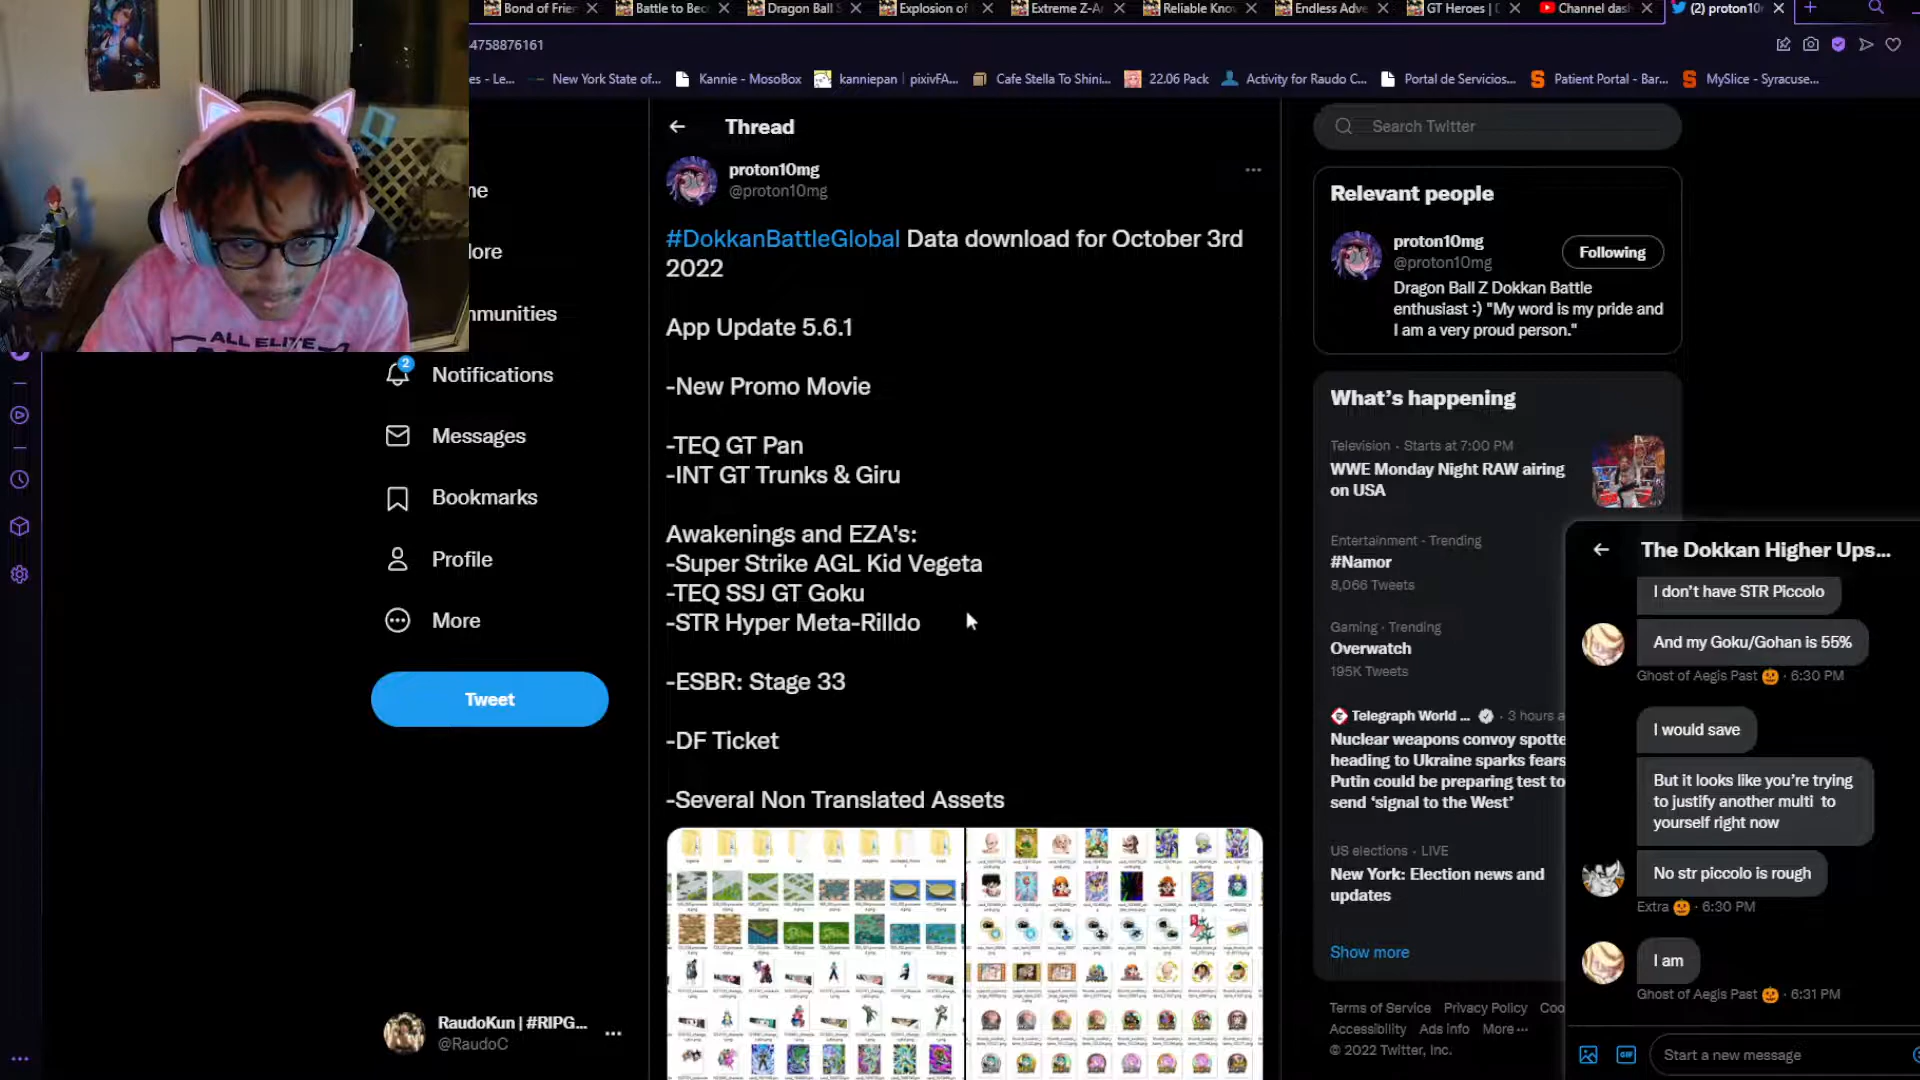 Bond of Frier
Battle to Bec
Dragon Ball S
Explosion of
Extreme Z-A
Reliable Kno
Endless Adve
GT Heroes | D
Channel dash
(2) proton10
4758876161
es - Le...
New York State of...
Kannie - MosoBox
kanniepan | pixivFA...
Cafe Stella To Shini...
22.06 Pack
Activity for Raudo C...
Portal de Servicios...
Patient Portal - Bar...
MySlice - Syracuse...
ALL ELITE
me
lore
mmunities
2
Notifications
Messages
Bookmarks
Profile
More
Tweet
RaudoKun | #RIPG...
@RaudoC
Thread
proton10mg
@proton10mg
#DokkanBattleGlobal Data download for October 3rd
2022
App Update 5.6.1
-New Promo Movie
-TEQ GT Pan
-INT GT Trunks & Giru
Awakenings and EZA's:
-Super Strike AGL Kid Vegeta
-TEQ SSJ GT Goku
-STR Hyper Meta-Rilldo
-ESBR: Stage 33
-DF Ticket
-Several Non Translated Assets
Search Twitter
Relevant people
proton10mg
@proton10mg
Following
Dragon Ball Z Dokkan Battle
enthusiast :) "My word is my pride and
I am a very proud person."
What's happening
Television · Starts at 7:00 PM
WWE Monday Night RAW airing
on USA
Entertainment · Trending
#Namor
8,066 Tweets
Gaming · Trending
Overwatch
195K Tweets
Telegraph World ... · 3 hours a
Nuclear weapons convoy spotte
heading to Ukraine sparks fears
Putin could be preparing test to
send 'signal to the West'
US elections · LIVE
New York: Election news and
updates
Show more
Terms of Service Privacy Policy Coo
Accessibility Ads info More ···
© 2022 Twitter, Inc.
The Dokkan Higher Ups...
I don't have STR Piccolo
And my Goku/Gohan is 55%
Ghost of Aegis Past 🎃 · 6:30 PM
I would save
But it looks like you're trying
to justify another multi to
yourself right now
No str piccolo is rough
Extra 🎃 · 6:30 PM
I am
Ghost of Aegis Past 🎃 · 6:31 PM
GIF
Start a new message